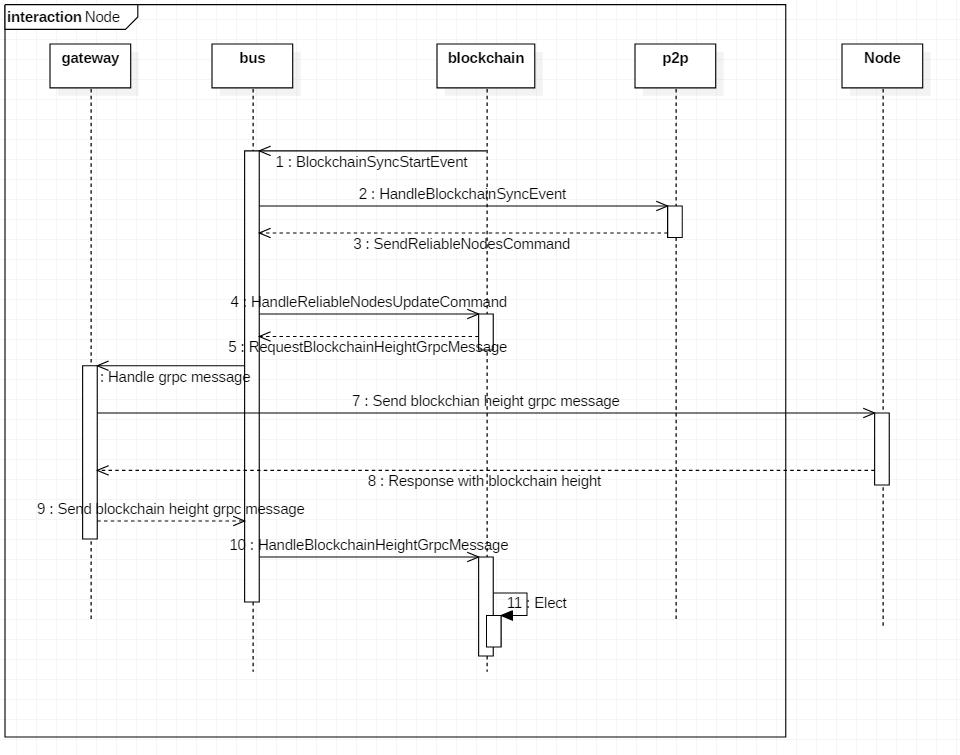 interaction Node
gateway
bus
blockchain
p2p
Node
1 : BlockchainSyncStartEvent
2 : HandleBlockchainSyncEvent
3 : SendReliableNodesCommand
4 : HandleReliableNodesUpdateCommand
5 : RequestBlockchainHeightGrpcMessage
: Handle grpc message
7 : Send blockchian height grpc message
8 : Response with blockchain height
9 : Send blockchain height grpc message
10 : HandleBlockchainHeightGrpcMessage
11 : Elect